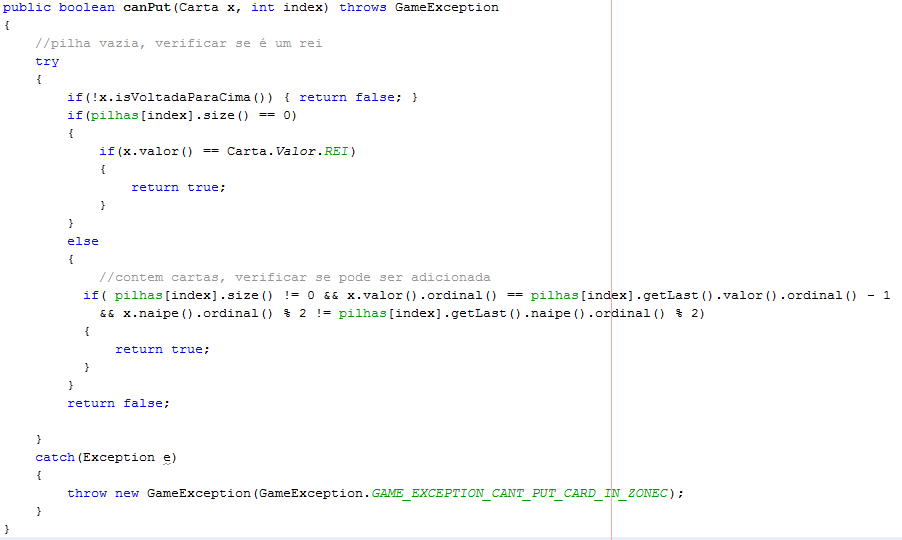 public boolean canPut(Carta x, int index) throws GameException
{
    //pilha vazia, verificar se é um rei
    try
    {
        if(!x.isVoltadaParaCima()) { return false; }
        if(pilhas[index].size() == 0)
        {
            if(x.valor() == Carta.Valor.REI)
            {
                return true;
            }
        }
        else
        {
            //contem cartas, verificar se pode ser adicionada
          if( pilhas[index].size() != 0 && x.valor().ordinal() == pilhas[index].getLast().valor().ordinal() - 1
            && x.naipe().ordinal() % 2 != pilhas[index].getLast().naipe().ordinal() % 2)
          {
              return true;
          }
        }
        return false;

    }
    catch(Exception e)
    {
        throw new GameException(GameException.GAME_EXCEPTION_CANT_PUT_CARD_IN_ZONEC);
    }
}